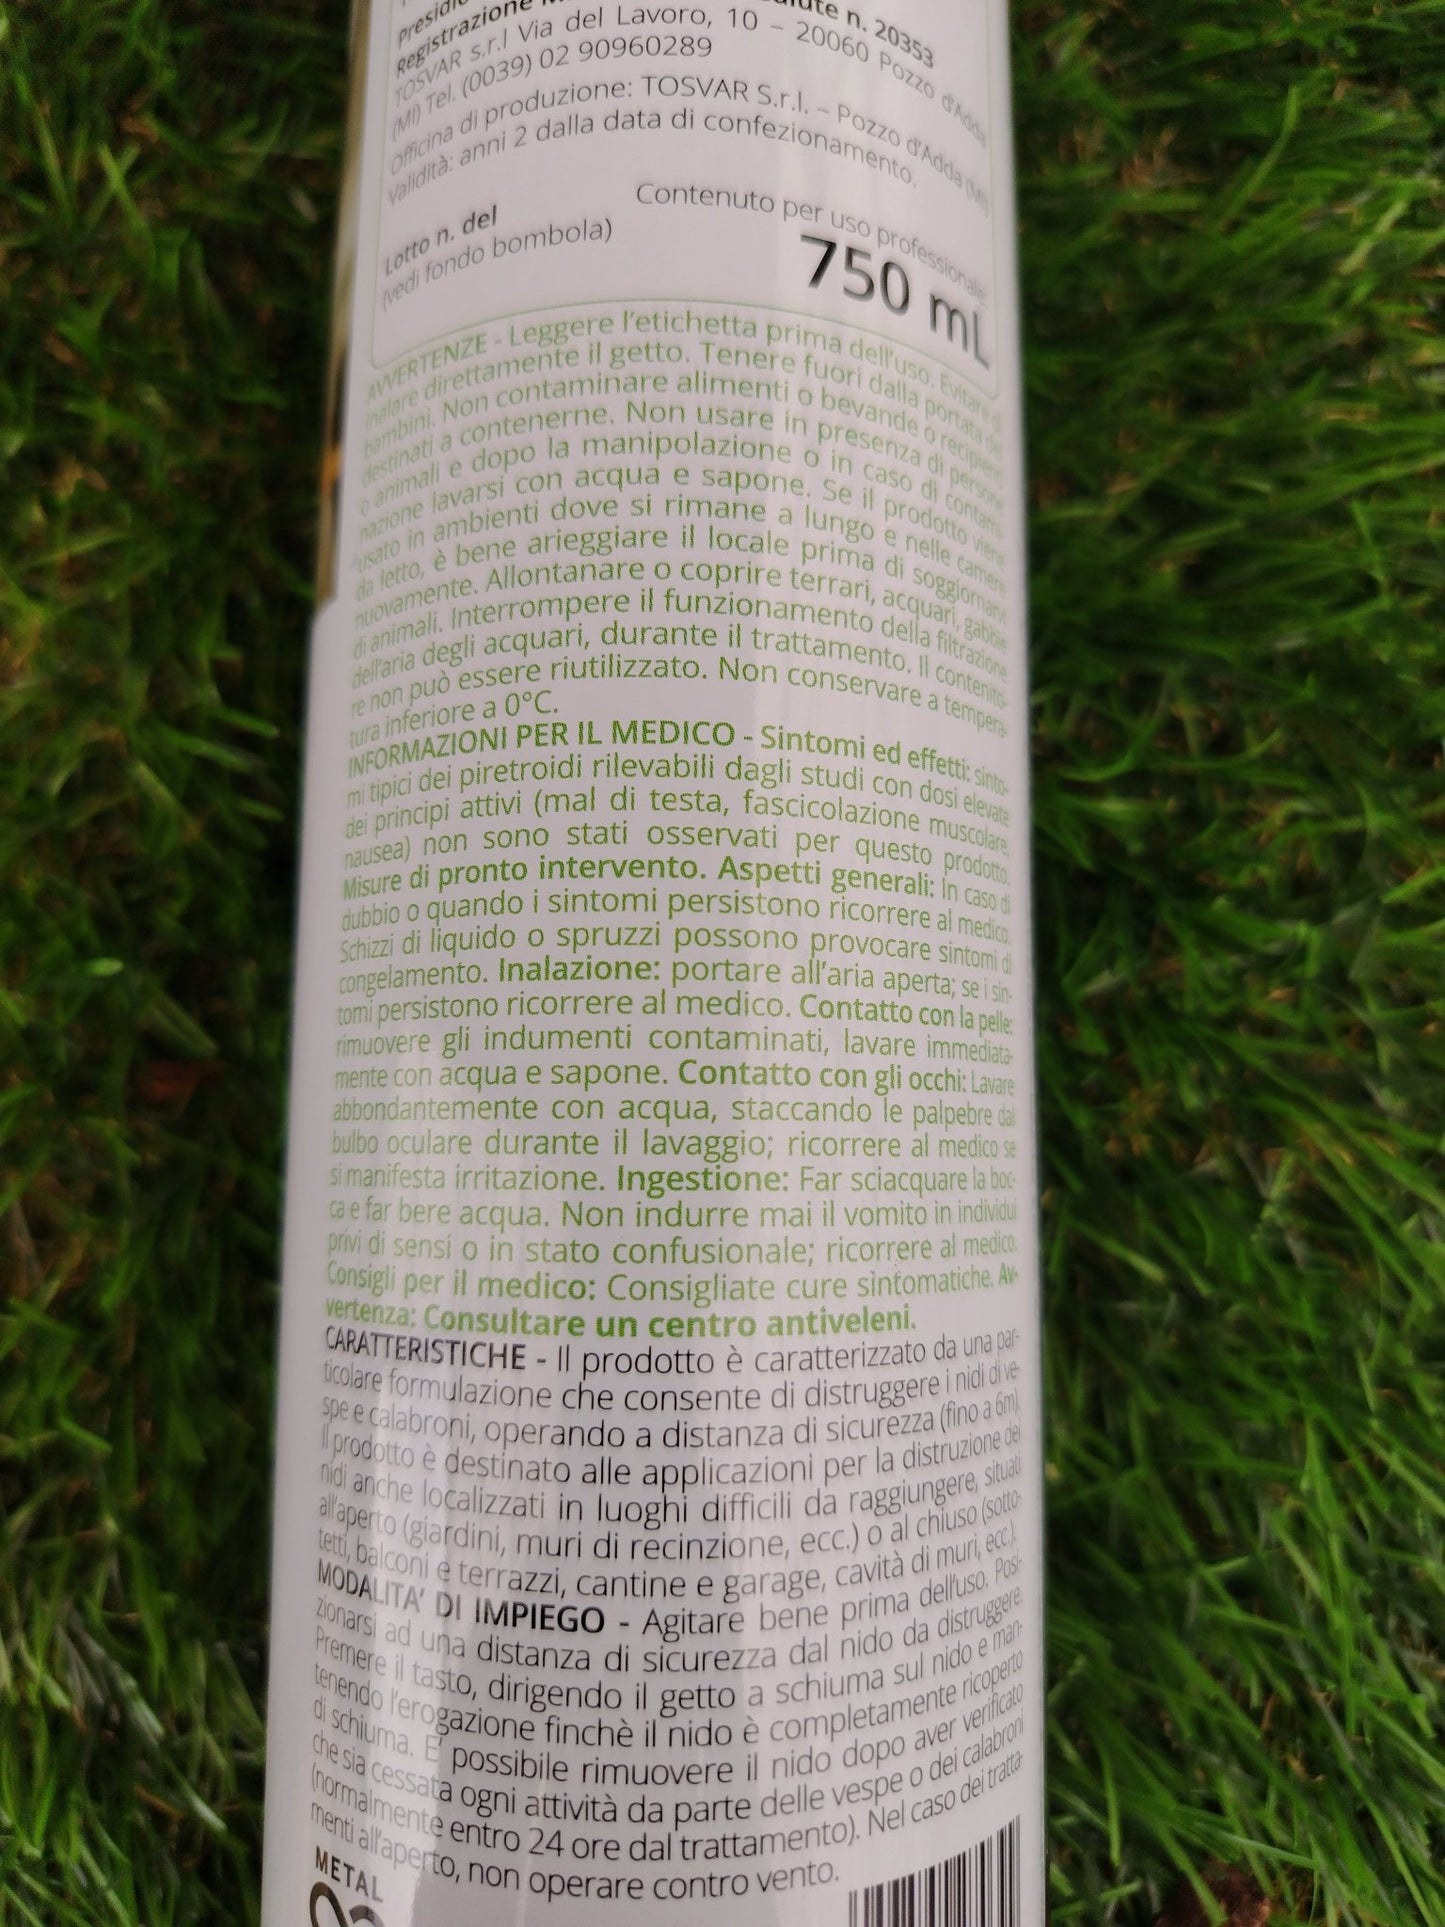 Presidio
Registrazione n. 20353
TOSVAR s.r.l Via del Lavoro, 10 – 20060 Pozzo d'Adda
(MI) Tel. (0039) 02 90960289
Officina di produzione: TOSVAR S.r.l. – Pozzo d'Adda (MI)
Validità: anni 2 dalla data di confezionamento.
Contenuto per uso professionale
750 mL
Lotto n. del
(vedi fondo bombola)
AVVERTENZE - Leggere l'etichetta prima dell'uso. Evitare di
inalare direttamente il getto. Tenere fuori dalla portata dei
bambini. Non contaminare alimenti o bevande o recipienti
destinati a contenerne. Non usare in presenza di persone
o animali e dopo la manipolazione o in caso di contami-
nazione lavarsi con acqua e sapone. Se il prodotto viene
usato in ambienti dove si rimane a lungo e nelle camere
da letto, è bene arieggiare il locale prima di soggiornarvi
nuovamente. Allontanare o coprire terrari, acquari, gabbie
di animali. Interrompere il funzionamento della filtrazione
dell'aria degli acquari, durante il trattamento. Il contenito-
re non può essere riutilizzato. Non conservare a tempera-
tura inferiore a 0°C.
INFORMAZIONI PER IL MEDICO - Sintomi ed effetti: sinto-
mi tipici dei piretroidi rilevabili dagli studi con dosi elevate
dei principi attivi (mal di testa, fascicolazione muscolare,
nausea) non sono stati osservati per questo prodotto.
Misure di pronto intervento. Aspetti generali: In caso di
dubbio o quando i sintomi persistono ricorrere al medico.
Schizzi di liquido o spruzzi possono provocare sintomi di
congelamento. Inalazione: portare all'aria aperta; se i sin-
tomi persistono ricorrere al medico. Contatto con la pelle:
rimuovere gli indumenti contaminati, lavare immediata-
mente con acqua e sapone. Contatto con gli occhi: Lavare
abbondantemente con acqua, staccando le palpebre dal
bulbo oculare durante il lavaggio; ricorrere al medico se
si manifesta irritazione. Ingestione: Far sciacquare la boc-
ca e far bere acqua. Non indurre mai il vomito in individui
privi di sensi o in stato confusionale; ricorrere al medico.
Consigli per il medico: Consigliate cure sintomatiche. Av-
vertenza: Consultare un centro antiveleni.
CARATTERISTICHE - Il prodotto è caratterizzato da una par-
ticolare formulazione che consente di distruggere i nidi di ve-
spe e calabroni, operando a distanza di sicurezza (fino a 6m).
Il prodotto è destinato alle applicazioni per la distruzione dei
nidi anche localizzati in luoghi difficili da raggiungere, situati
all'aperto (giardini, muri di recinzione, ecc.) o al chiuso (sotto-
tetti, balconi e terrazzi, cantine e garage, cavità di muri, ecc.).
MODALITA' DI IMPIEGO - Agitare bene prima dell'uso. Posi-
zionarsi ad una distanza di sicurezza dal nido da distruggere.
Premere il tasto, dirigendo il getto a schiuma sul nido e man-
tenendo l'erogazione finchè il nido è completamente ricoperto
di schiuma. E' possibile rimuovere il nido dopo aver verificato
che sia cessata ogni attività da parte delle vespe o dei calabroni
(normalmente entro 24 ore dal trattamento). Nel caso dei tratta-
menti all'aperto, non operare contro vento.
METAL